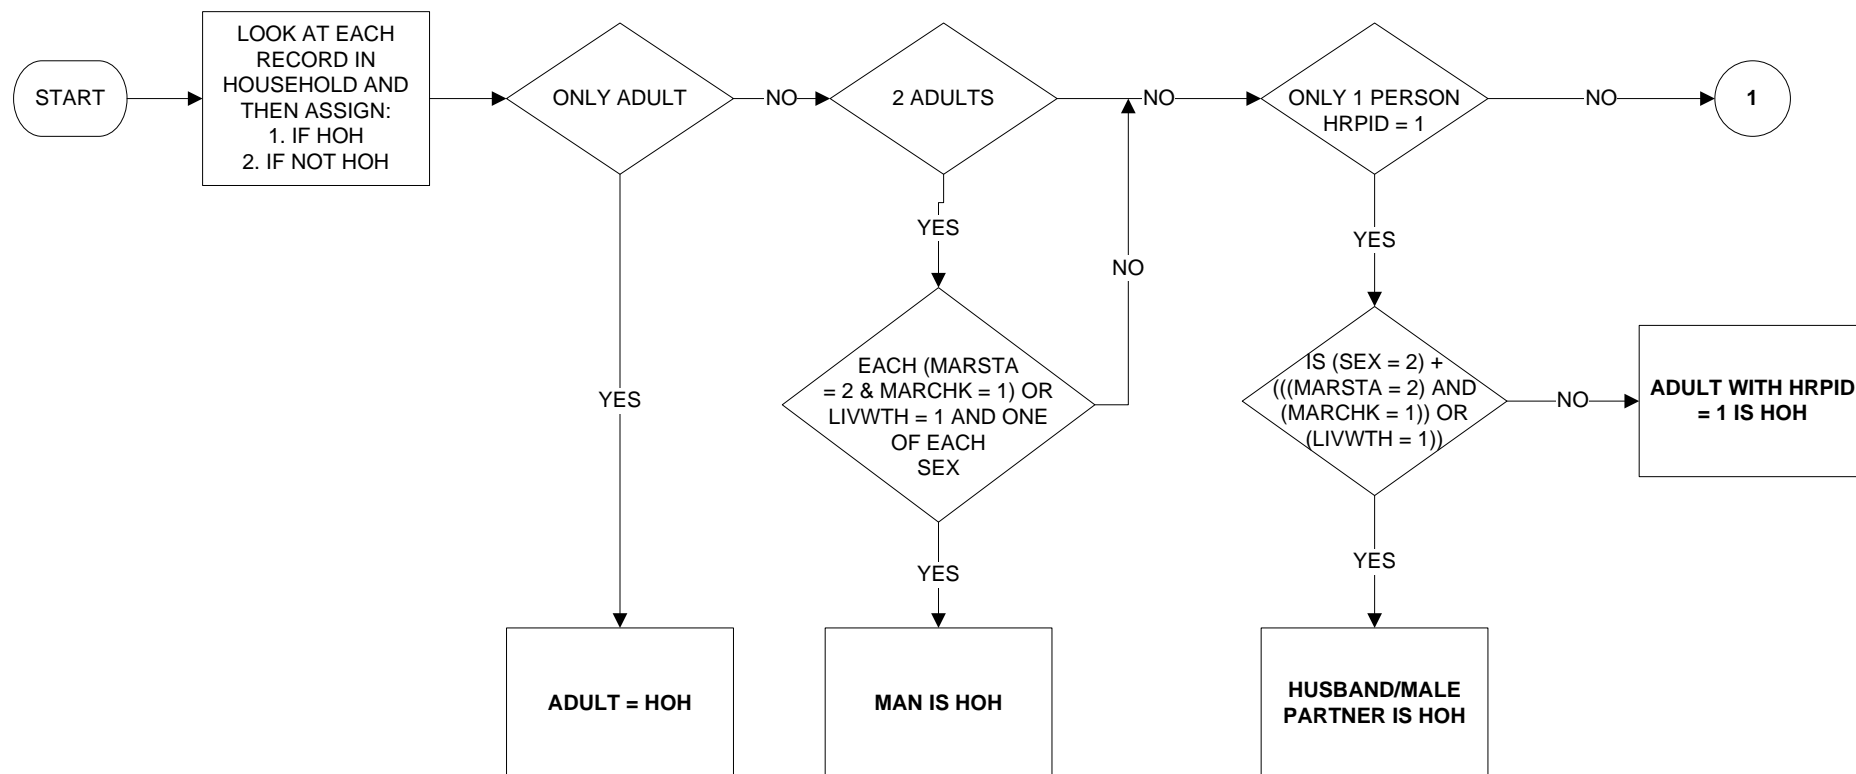 START
LOOK AT EACH
RECORD IN
HOUSEHOLD AND
THEN ASSIGN:
1. IF HOH
2. IF NOT HOH
ONLY ADULT
NO
2 ADULTS
NO
ONLY 1 PERSON
HRPID = 1
NO
1
YES
YES
NO
YES
EACH (MARSTA
= 2 & MARCHK = 1) OR
LIVWTH = 1 AND ONE
OF EACH
SEX
IS (SEX = 2) +
(((MARSTA = 2) AND
(MARCHK = 1)) OR
(LIVWTH = 1))
NO
ADULT WITH HRPID
= 1 IS HOH
YES
YES
ADULT = HOH
MAN IS HOH
HUSBAND/MALE
PARTNER IS HOH